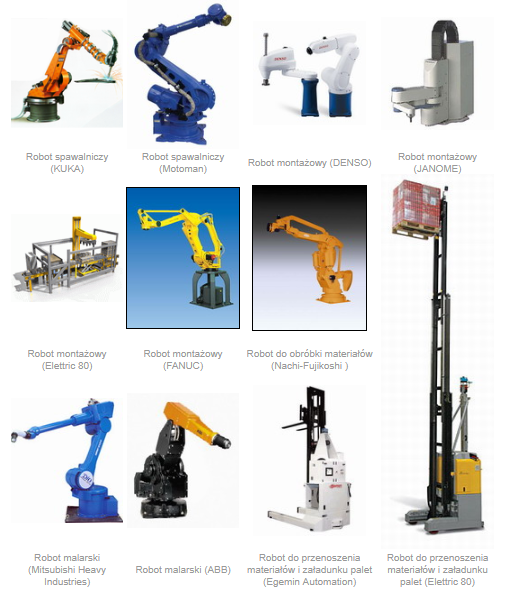 Robot spawalniczy
(KUKA)
Robot spawalniczy
(Motoman)
Robot montażowy (DENSO)
Robot montażowy
(JANOME)
Robot montażowy
(Elettric 80)
Robot montażowy
(FANUC)
Robot do obróbki materiałów
(Nachi-Fujikoshi )
Robot malarski
(Mitsubishi Heavy
Industries)
Robot malarski (ABB)
Robot do przenoszenia
materiałów i załadunku palet
(Egemin Automation)
Robot do przenoszenia
materiałów i załadunku
palet (Elettric 80)